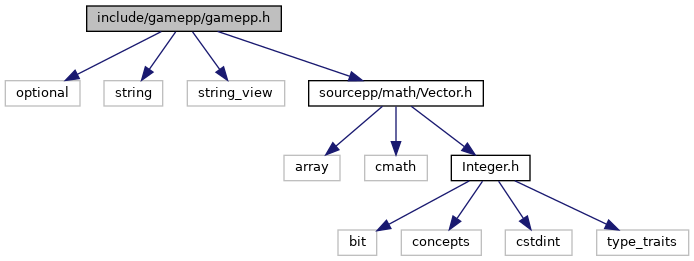 include/gamepp/gamepp.h
optional
string
string_view
sourcepp/math/Vector.h
array
cmath
Integer.h
bit
concepts
cstdint
type_traits